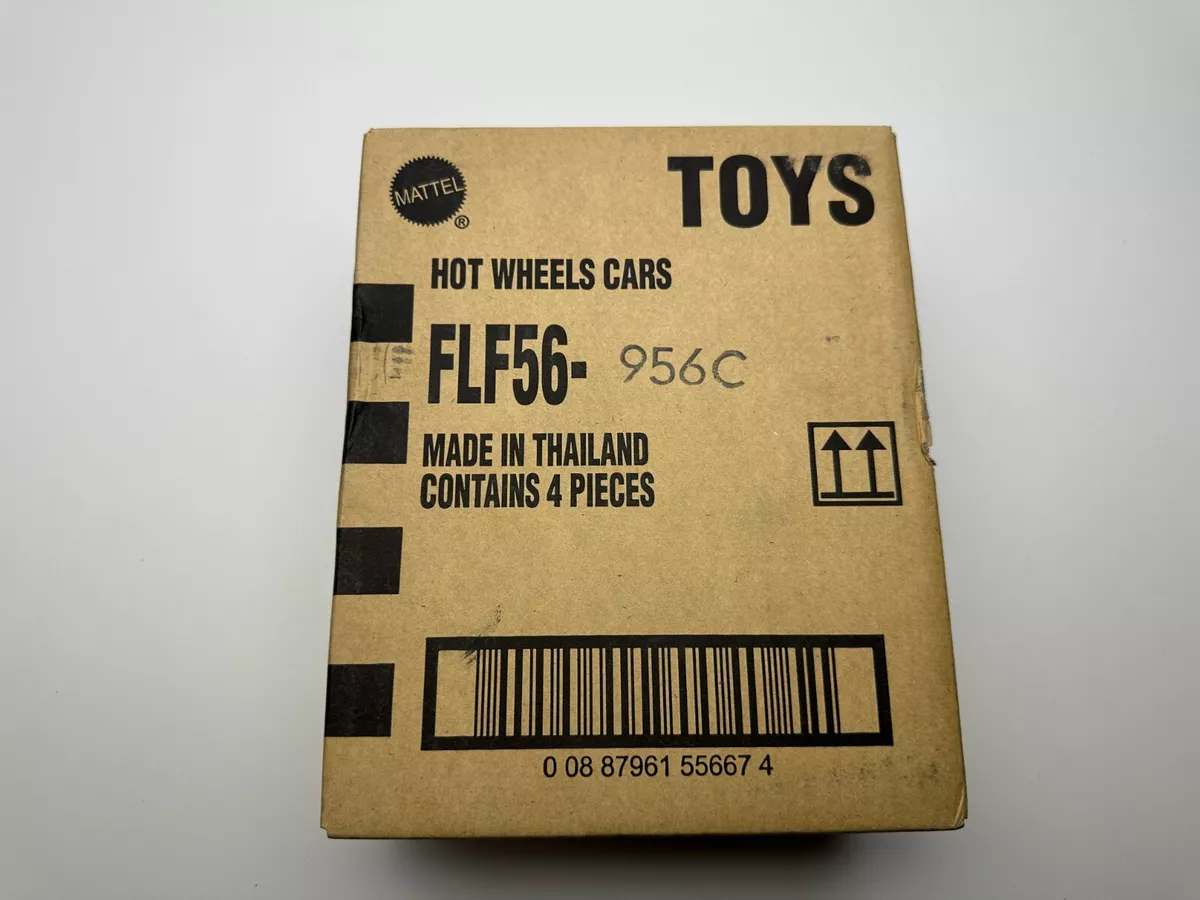 MATTEL
®
TOYS
HOT WHEELS CARS
FLF56- 956C
MADE IN THAILAND
CONTAINS 4 PIECES
0 08 87961 55667 4